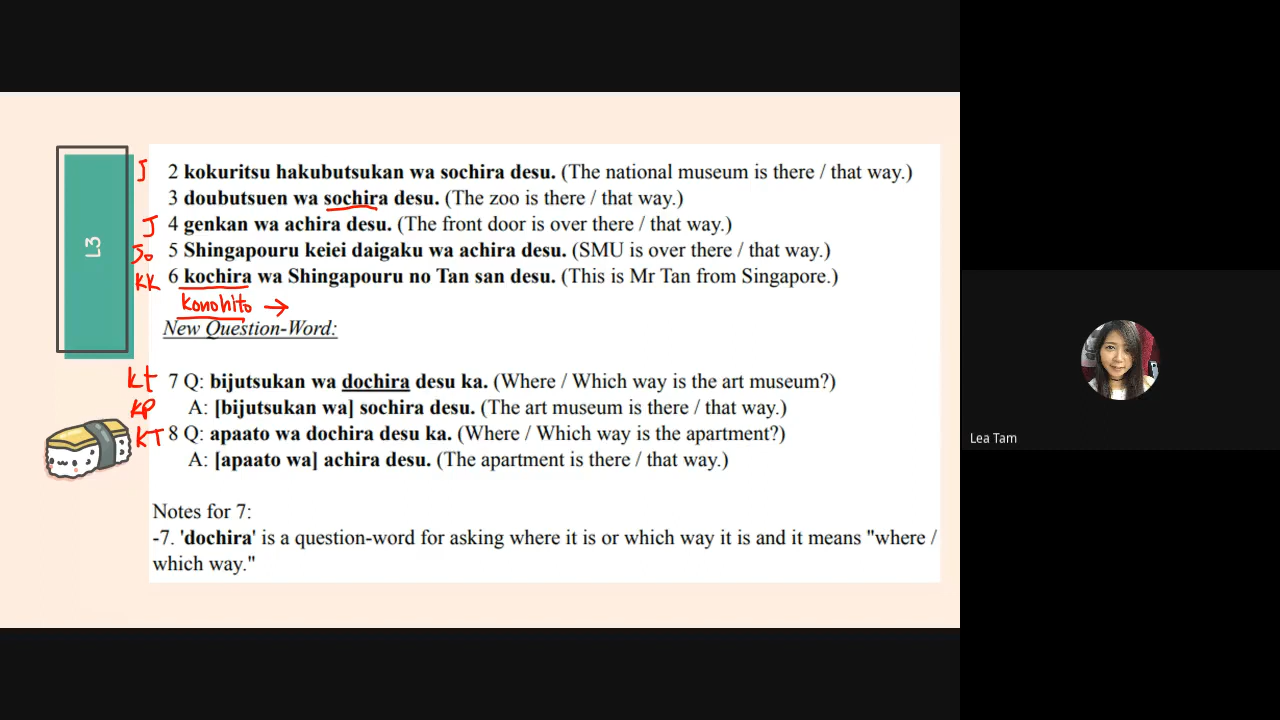 J 2 kokuritsu hakubutsukan wa sochira desu. (The national museum is there / that way.)
3 doubutsuen wa sochira desu. (The zoo is there / that way.)
J 4 genkan wa achira desu. (The front door is over there / that way.)
So 5 Shingapouru keiei daigaku wa achira desu. (SMU is over there / that way.)
KK 6 kochira wa Shingapouru no Tan san desu. (This is Mr Tan from Singapore.)
konohito →
New Question-Word:
L3
Kt 7 Q: bijutsukan wa dochira desu ka. (Where / Which way is the art museum?)
KP A: [bijutsukan wa] sochira desu. (The art museum is there / that way.)
KT 8 Q: apaato wa dochira desu ka. (Where / Which way is the apartment?)
A: [apaato wa] achira desu. (The apartment is there / that way.)
Notes for 7:
-7. 'dochira' is a question-word for asking where it is or which way it is and it means "where /
which way."
Lea Tam